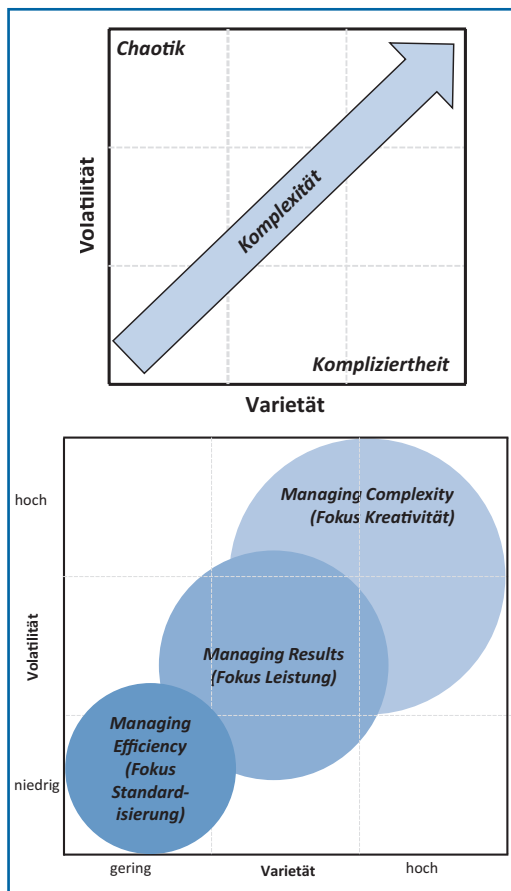 Chaotik
Volatilität
Komplexität
Kompliziertheit
Varietät
hoch
Managing Complexity
(Fokus Kreativität)
Volatilität
Managing Results
(Fokus Leistung)
Managing
Efficiency
(Fokus
Standard-
isierung)
niedrig
gering
Varietät
hoch